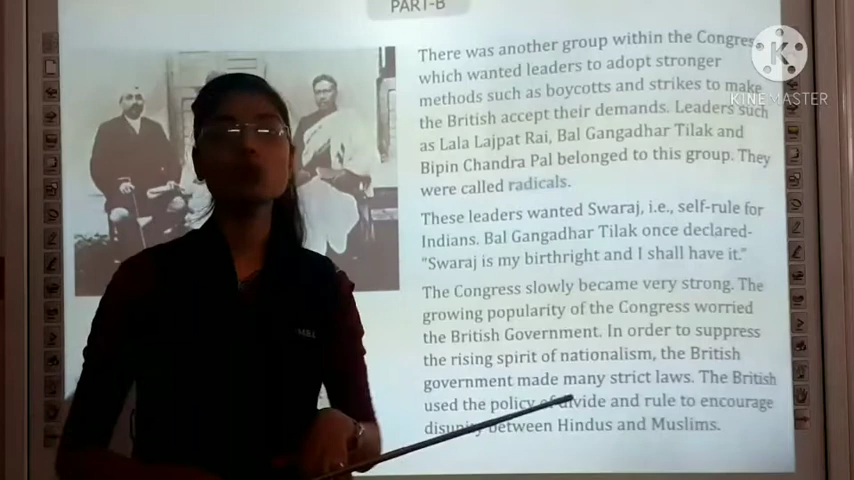 PART-B
There was another group within the Congress
which wanted leaders to adopt stronger
methods such as boycotts and strikes to make
the British accept their demands. Leaders such
as Lala Lajpat Rai, Bal Gangadhar Tilak and
Bipin Chandra Pal belonged to this group. They
were called radicals.
These leaders wanted Swaraj, i.e., self-rule for
Indians. Bal Gangadhar Tilak once declared-
“Swaraj is my birthright and I shall have it.”
The Congress slowly became very strong. The
growing popularity of the Congress worried
the British Government. In order to suppress
the rising spirit of nationalism, the British
government made many strict laws. The British
used the policy of divide and rule to encourage
disunity between Hindus and Muslims.
K
KINEMASTER